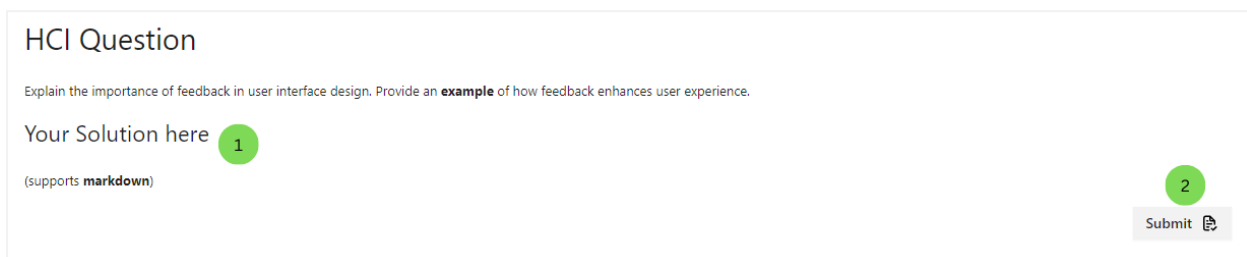 HCI Question
Explain the importance of feedback in user interface design. Provide an example of how feedback enhances user experience.
Your Solution here
1
(supports markdown)
2
Submit